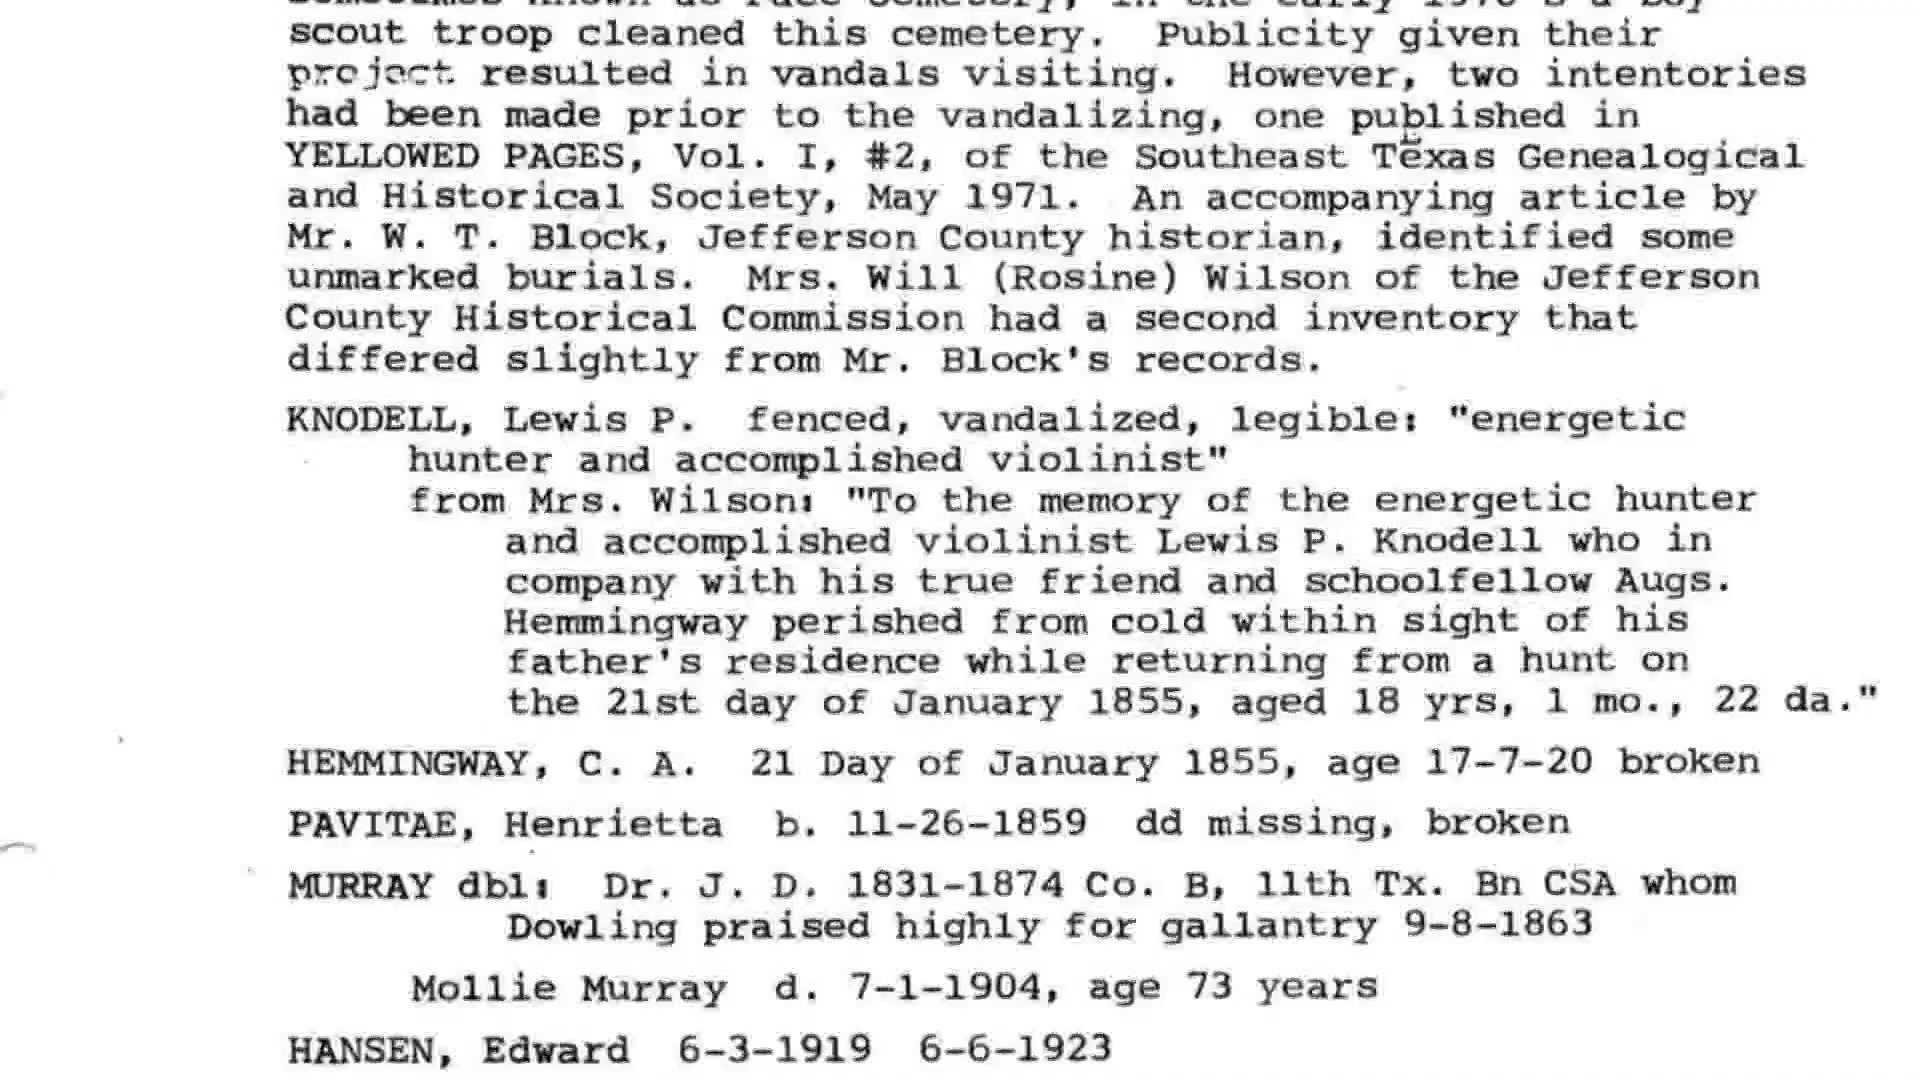 sometimes known as Pace Cemetery, in the early 1970's a boy
scout troop cleaned this cemetery. Publicity given their
project resulted in vandals visiting. However, two intentories
had been made prior to the vandalizing, one published in
YELLOWED PAGES, Vol. I, #2, of the Southeast Texas Genealogical
and Historical Society, May 1971. An accompanying article by
Mr. W. T. Block, Jefferson County historian, identified some
unmarked burials. Mrs. Will (Rosine) Wilson of the Jefferson
County Historical Commission had a second inventory that
differed slightly from Mr. Block's records.
KNODELL, Lewis P. fenced, vandalized, legible: "energetic
hunter and accomplished violinist"
from Mrs. Wilson: "To the memory of the energetic hunter
and accomplished violinist Lewis P. Knodell who in
company with his true friend and schoolfellow Augs.
Hemmingway perished from cold within sight of his
father's residence while returning from a hunt on
the 21st day of January 1855, aged 18 yrs, 1 mo., 22 da."
HEMMINGWAY, C. A. 21 Day of January 1855, age 17-7-20 broken
PAVITAE, Henrietta b. 11-26-1859 dd missing, broken
MURRAY dbl: Dr. J. D. 1831-1874 Co. B, 11th Tx. Bn CSA whom
Dowling praised highly for gallantry 9-8-1863
Mollie Murray d. 7-1-1904, age 73 years
HANSEN, Edward 6-3-1919 6-6-1923